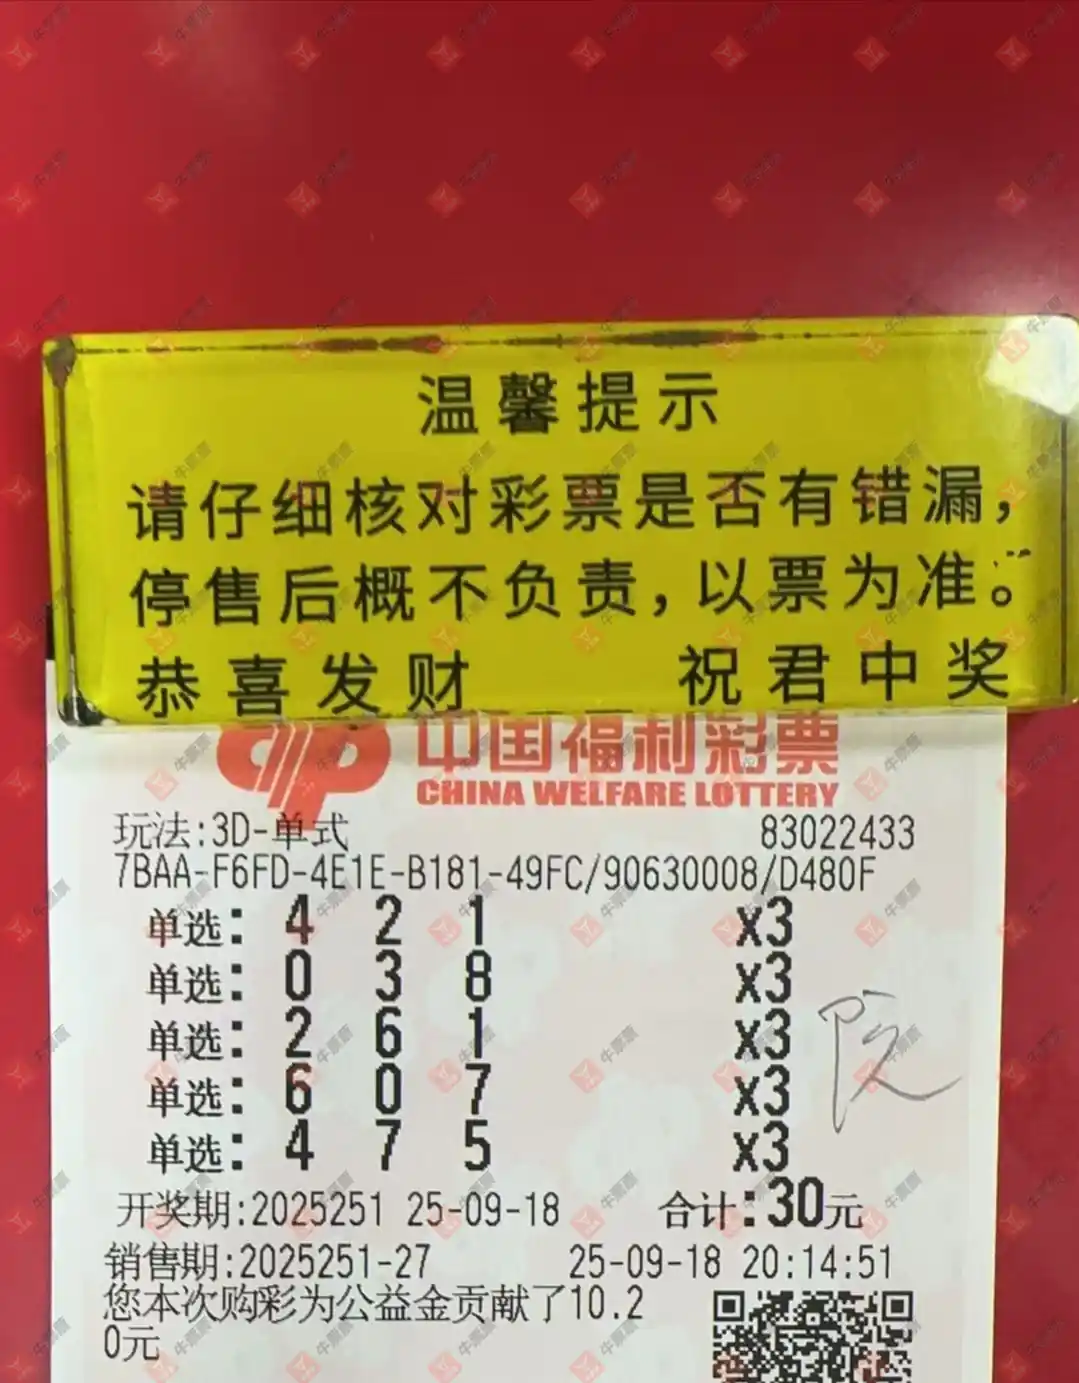 温馨提示
请仔细核对彩票是否有错漏，
停售后概不负责，以票为准。
恭喜发财 祝君中奖
中国福利彩票
CHINA WELFARE LOTTERY
玩法:3D-单式 83022433
7BAA-F6FD-4E1E-B181-49FC/90630008/D480F
单选: 4 2 1 x3
单选: 0 3 8 x3
单选: 2 6 1 x3
单选: 6 0 7 x3
单选: 4 7 5 x3
开奖期:2025251 25-09-18 合计:30元
销售期:2025251-27 25-09-18 20:14:51
您本次购彩为公益金贡献了10.2
0元
牛票票